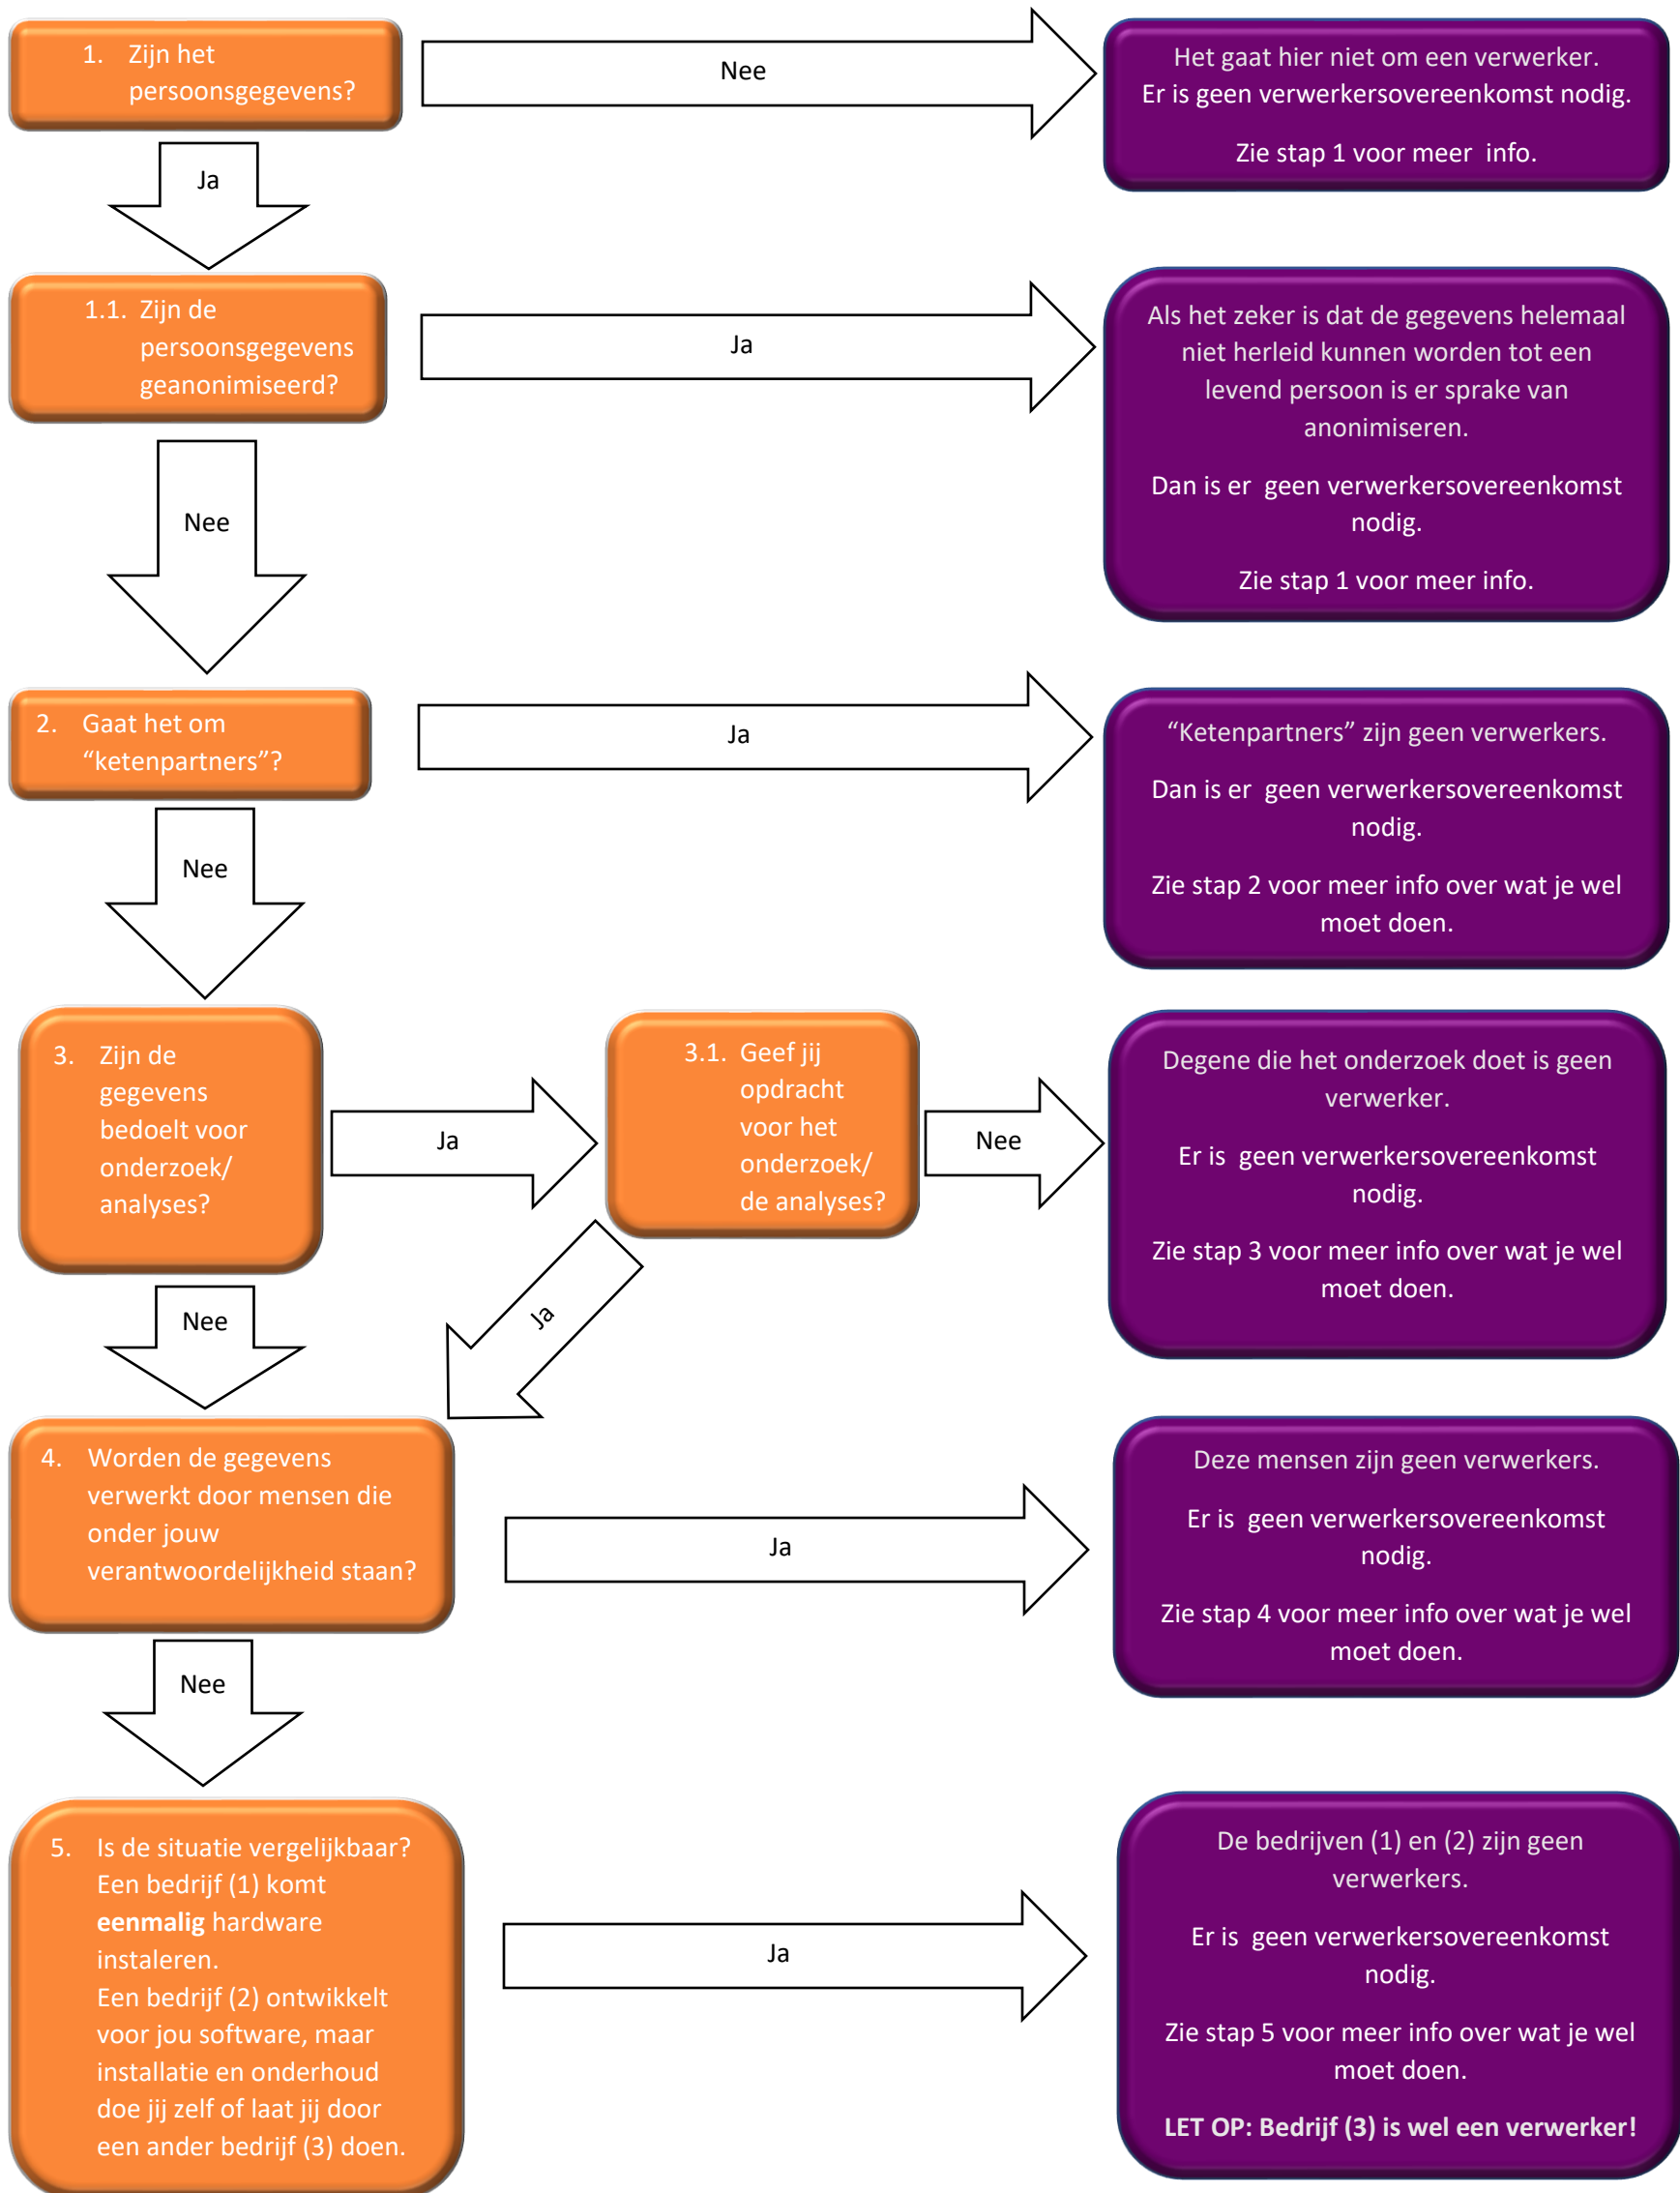 1. Zijn het
persoonsgegevens?
Nee
Het gaat hier niet om een verwerker.
Er is geen verwerkersovereenkomst nodig.
Zie stap 1 voor meer info.
Ja
1.1. Zijn de
persoonsgegevens
geanonimiseerd?
Ja
Als het zeker is dat de gegevens helemaal
niet herleid kunnen worden tot een
levend persoon is er sprake van
anonimiseren.
Dan is er geen verwerkersovereenkomst
nodig.
Zie stap 1 voor meer info.
Nee
2. Gaat het om
“ketenpartners”?
Ja
“Ketenpartners” zijn geen verwerkers.
Dan is er geen verwerkersovereenkomst
nodig.
Zie stap 2 voor meer info over wat je wel
moet doen.
Nee
3. Zijn de
gegevens
bedoelt voor
onderzoek/
analyses?
Ja
3.1. Geef jij
opdracht
voor het
onderzoek/
de analyses?
Nee
Degene die het onderzoek doet is geen
verwerker.
Er is geen verwerkersovereenkomst
nodig.
Zie stap 3 voor meer info over wat je wel
moet doen.
Nee
Ja
4. Worden de gegevens
verwerkt door mensen die
onder jouw
verantwoordelijkheid staan?
Ja
Deze mensen zijn geen verwerkers.
Er is geen verwerkersovereenkomst
nodig.
Zie stap 4 voor meer info over wat je wel
moet doen.
Nee
5. Is de situatie vergelijkbaar?
Een bedrijf (1) komt
eenmalig hardware
instaleren.
Een bedrijf (2) ontwikkelt
voor jou software, maar
installatie en onderhoud
doe jij zelf of laat jij door
een ander bedrijf (3) doen.
Ja
De bedrijven (1) en (2) zijn geen
verwerkers.
Er is geen verwerkersovereenkomst
nodig.
Zie stap 5 voor meer info over wat je wel
moet doen.
LET OP: Bedrijf (3) is wel een verwerker!